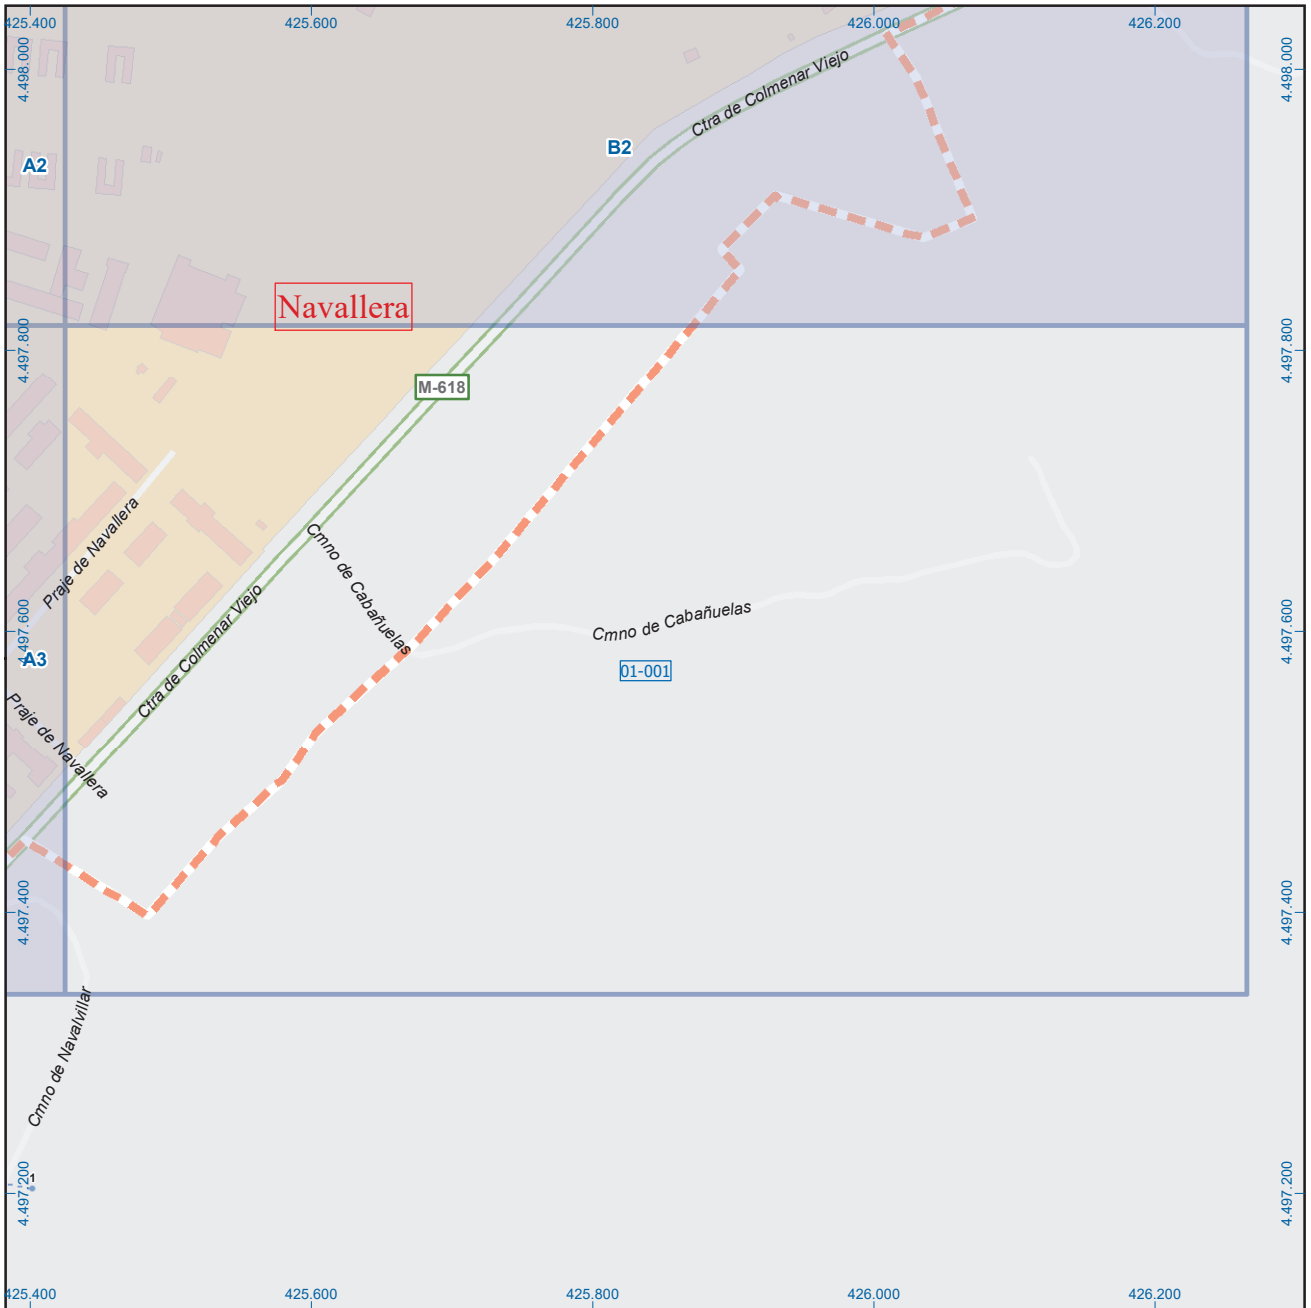 425.400
425.600
425.800
426.000
426.200
4.498.000
4.498.000
Ctra de Colmenar Viejo
B2
A2
Navallera
4.497.800
4.497.800
M-618
Praje de Navallera
Cmno de Cabañuelas
Ctra de Colmenar Viejo
4.497.600
Cmno de Cabañuelas
4.497.600
A3
01-001
Praje de Navallera
4.497.400
4.497.400
Cmno de Navalvillar
1
4.497.200
4.497.200
425.400
425.600
425.800
426.000
426.200